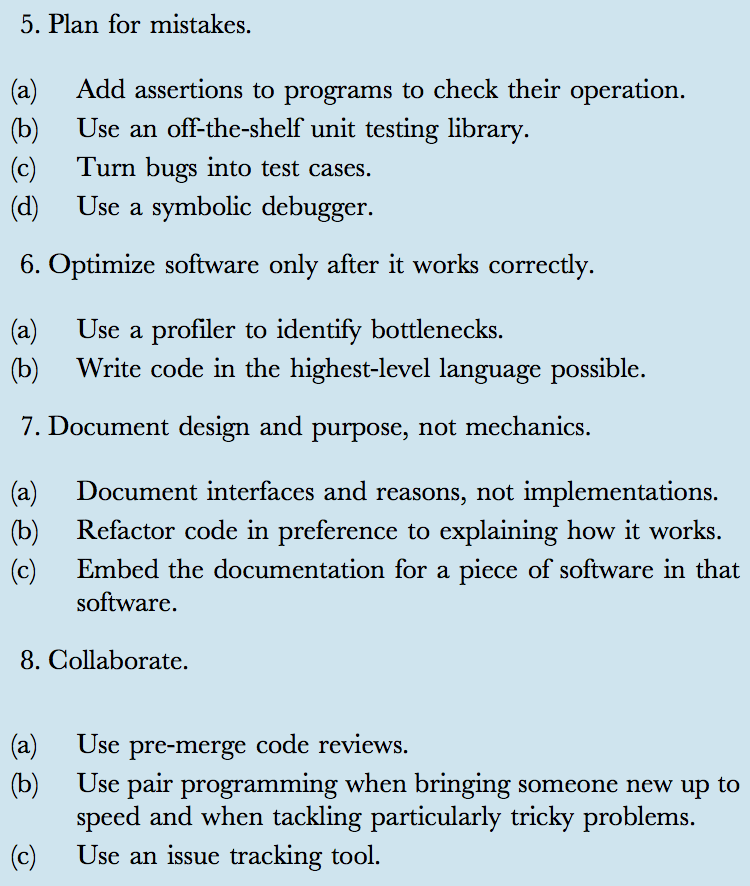 5. Plan for mistakes.
(a) Add assertions to programs to check their operation.
(b) Use an off-the-shelf unit testing library.
(c) Turn bugs into test cases.
(d) Use a symbolic debugger.
6. Optimize software only after it works correctly.
(a) Use a profiler to identify bottlenecks.
(b) Write code in the highest-level language possible.
7. Document design and purpose, not mechanics.
(a) Document interfaces and reasons, not implementations.
(b) Refactor code in preference to explaining how it works.
(c) Embed the documentation for a piece of software in that
software.
8. Collaborate.
(a) Use pre-merge code reviews.
(b) Use pair programming when bringing someone new up to
speed and when tackling particularly tricky problems.
(c) Use an issue tracking tool.